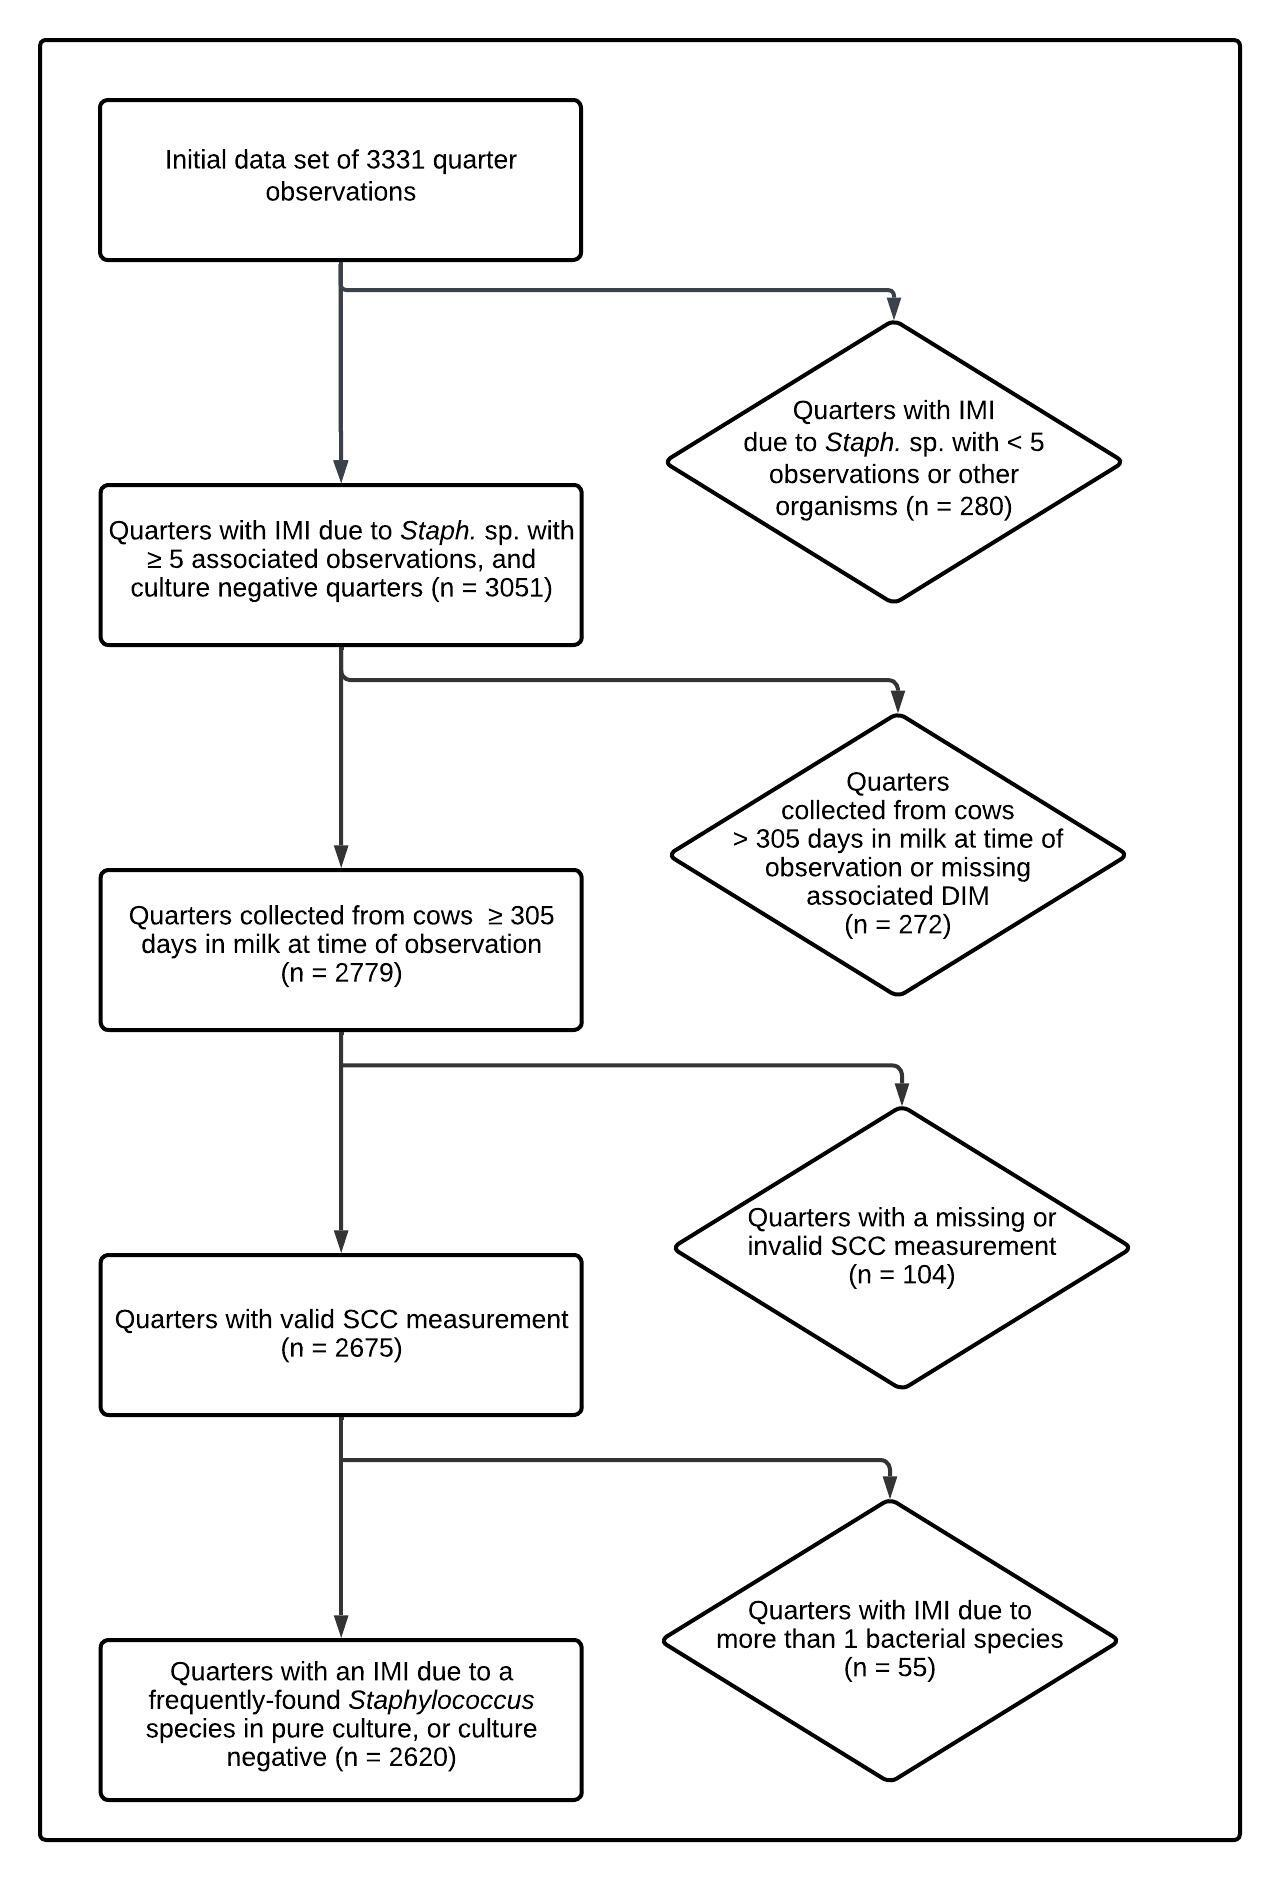 Initial data set of 3331 quarter
observations
Quarters with IMI
due to Staph. sp. with < 5
observations or other
organisms (n = 280)
Quarters with IMI due to Staph. sp. with
≥ 5 associated observations, and
culture negative quarters (n = 3051)
Quarters
collected from cows
> 305 days in milk at time of
observation or missing
associated DIM
(n = 272)
Quarters collected from cows ≥ 305
days in milk at time of observation
(n = 2779)
Quarters with a missing or
invalid SCC measurement
(n = 104)
Quarters with valid SCC measurement
(n = 2675)
Quarters with IMI due to
more than 1 bacterial species
(n = 55)
Quarters with an IMI due to a
frequently-found Staphylococcus
species in pure culture, or culture
negative (n = 2620)